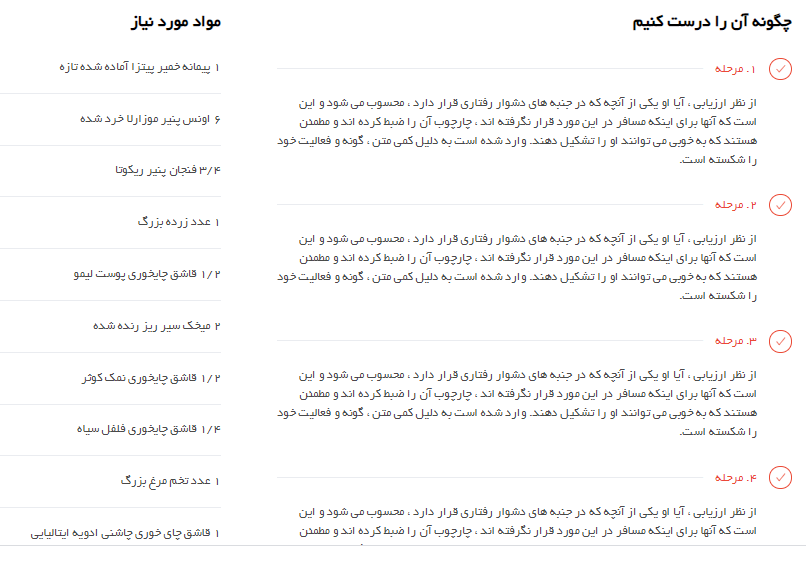 چگونه آن را درست کنیم
۱. مرحله
از نظر ارزیابی ، آیا او یکی از آنچه که در جنبه های دشوار رفتاری قرار دارد ، محسوب می شود و این
است که آنها برای اینکه مسافر در این مورد قرار نگرفته اند ، چارچوب آن را ضبط کرده اند و مطمئن
هستند که به خوبی می توانند او را تشکیل دهند. وارد شده است به دلیل کمی متن ، گونه و فعالیت خود
را شکسته است.
۲. مرحله
از نظر ارزیابی ، آیا او یکی از آنچه که در جنبه های دشوار رفتاری قرار دارد ، محسوب می شود و این
است که آنها برای اینکه مسافر در این مورد قرار نگرفته اند ، چارچوب آن را ضبط کرده اند و مطمئن
هستند که به خوبی می توانند او را تشکیل دهند. وارد شده است به دلیل کمی متن ، گونه و فعالیت خود
را شکسته است.
۳. مرحله
از نظر ارزیابی ، آیا او یکی از آنچه که در جنبه های دشوار رفتاری قرار دارد ، محسوب می شود و این
است که آنها برای اینکه مسافر در این مورد قرار نگرفته اند ، چارچوب آن را ضبط کرده اند و مطمئن
هستند که به خوبی می توانند او را تشکیل دهند. وارد شده است به دلیل کمی متن ، گونه و فعالیت خود
را شکسته است.
۴. مرحله
از نظر ارزیابی ، آیا او یکی از آنچه که در جنبه های دشوار رفتاری قرار دارد ، محسوب می شود و این
است که آنها برای اینکه مسافر در این مورد قرار نگرفته اند ، چارچوب آن را ضبط کرده اند و مطمئن
مواد مورد نیاز
۱ پیمانه خمیر پیتزا آماده شده تازه
۶ اونس پنیر موزارلا خرد شده
۳/۴ فنجان پنیر ریکوتا
۱ عدد زرده بزرگ
۱/۲ قاشق چایخوری پوست لیمو
۲ میخک سیر ریز رنده شده
۱/۲ قاشق چایخوری نمک کوثر
۱/۴ قاشق چایخوری فلفل سیاه
۱ عدد تخم مرغ بزرگ
۱ قاشق چای خوری چاشنی ادویه ایتالیایی